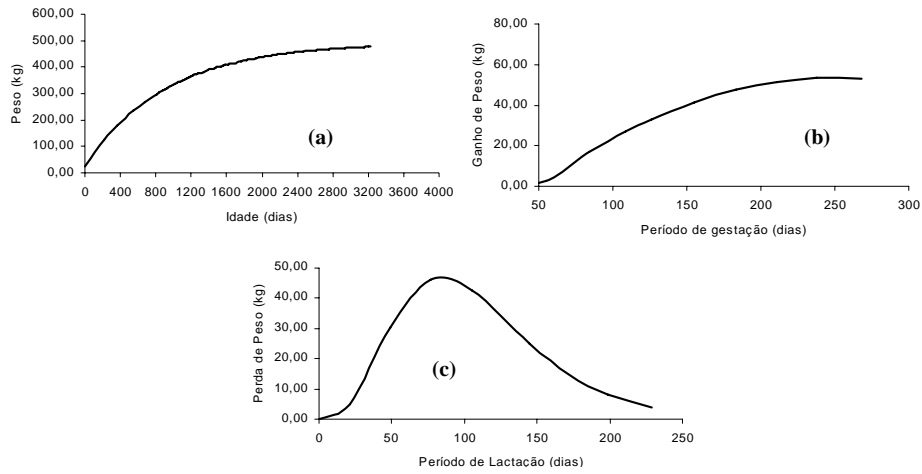 600,00
500,00
400,00
300,00
200,00
100,00
0,00
Peso (kg)
(a)
0 400 800 1200 1600 2000 2400 2800 3200 3600 4000
Idade (dias)
80,00
60,00
40,00
20,00
0,00
Ganho de Peso (kg)
(b)
50 100 150 200 250 300
Período de gestação (dias)
50,00
40,00
30,00
20,00
10,00
0,00
Perda de Peso (kg)
(c)
0 50 100 150 200 250
Período de Lactação (dias)